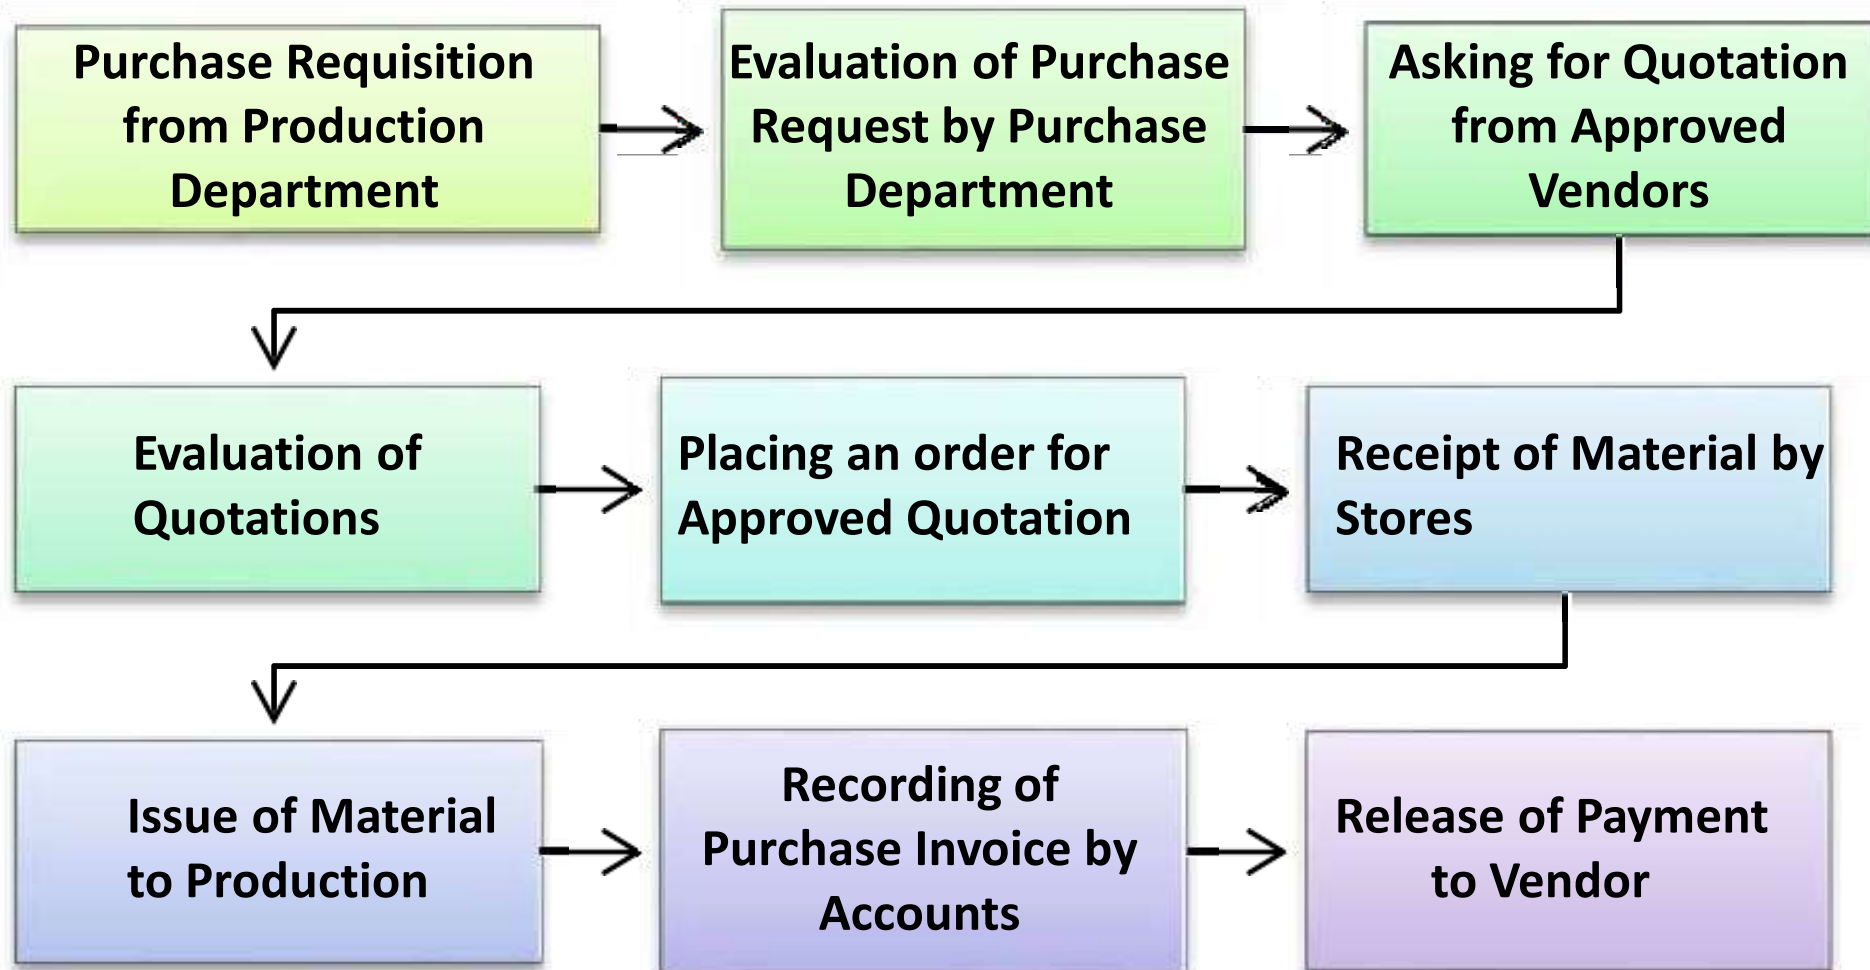 Purchase Requisition
from Production
Department
Evaluation of Purchase
Request by Purchase
Department
Asking for Quotation
from Approved
Vendors
Evaluation of
Quotations
Placing an order for
Approved Quotation
Receipt of Material by
Stores
Issue of Material
to Production
Recording of
Purchase Invoice by
Accounts
Release of Payment
to Vendor